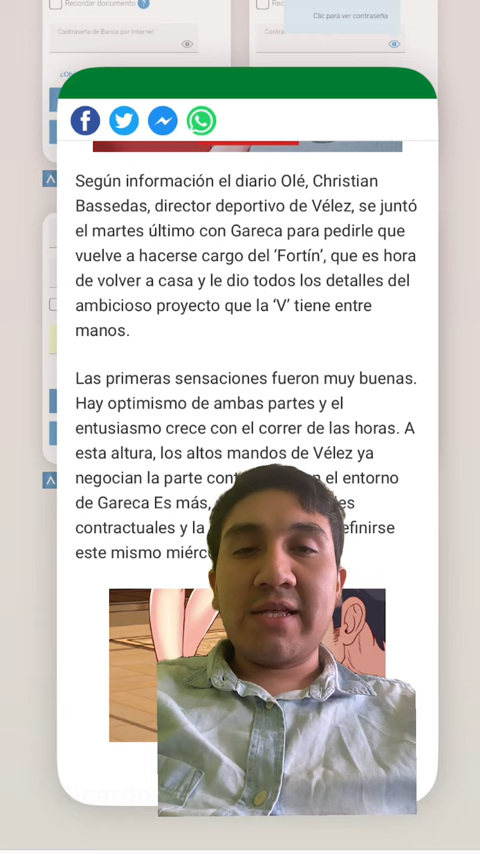 Recordar documento ?
Clic para ver contraseña
Contraseña de Banca por Internet
Según información el diario Olé, Christian
Bassedas, director deportivo de Vélez, se juntó
el martes último con Gareca para pedirle que
vuelve a hacerse cargo del ‘Fortín’, que es hora
de volver a casa y le dio todos los detalles del
ambicioso proyecto que la ‘V’ tiene entre
manos.
Las primeras sensaciones fueron muy buenas.
Hay optimismo de ambas partes y el
entusiasmo crece con el correr de las horas. A
esta altura, los altos mandos de Vélez ya
negocian la parte el entorno
de Gareca Es más,
contractuales y la
este mismo